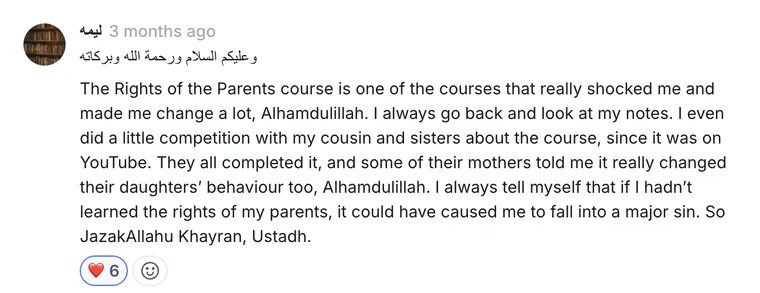 ليمه 3 months ago
وعليكم السلام ورحمة الله وبركاته
The Rights of the Parents course is one of the courses that really shocked me and
made me change a lot, Alhamdulillah. I always go back and look at my notes. I even
did a little competition with my cousin and sisters about the course, since it was on
YouTube. They all completed it, and some of their mothers told me it really changed
their daughters’ behaviour too, Alhamdulillah. I always tell myself that if I hadn’t
learned the rights of my parents, it could have caused me to fall into a major sin. So
JazakAllahu Khayran, Ustadh.
❤️ 6